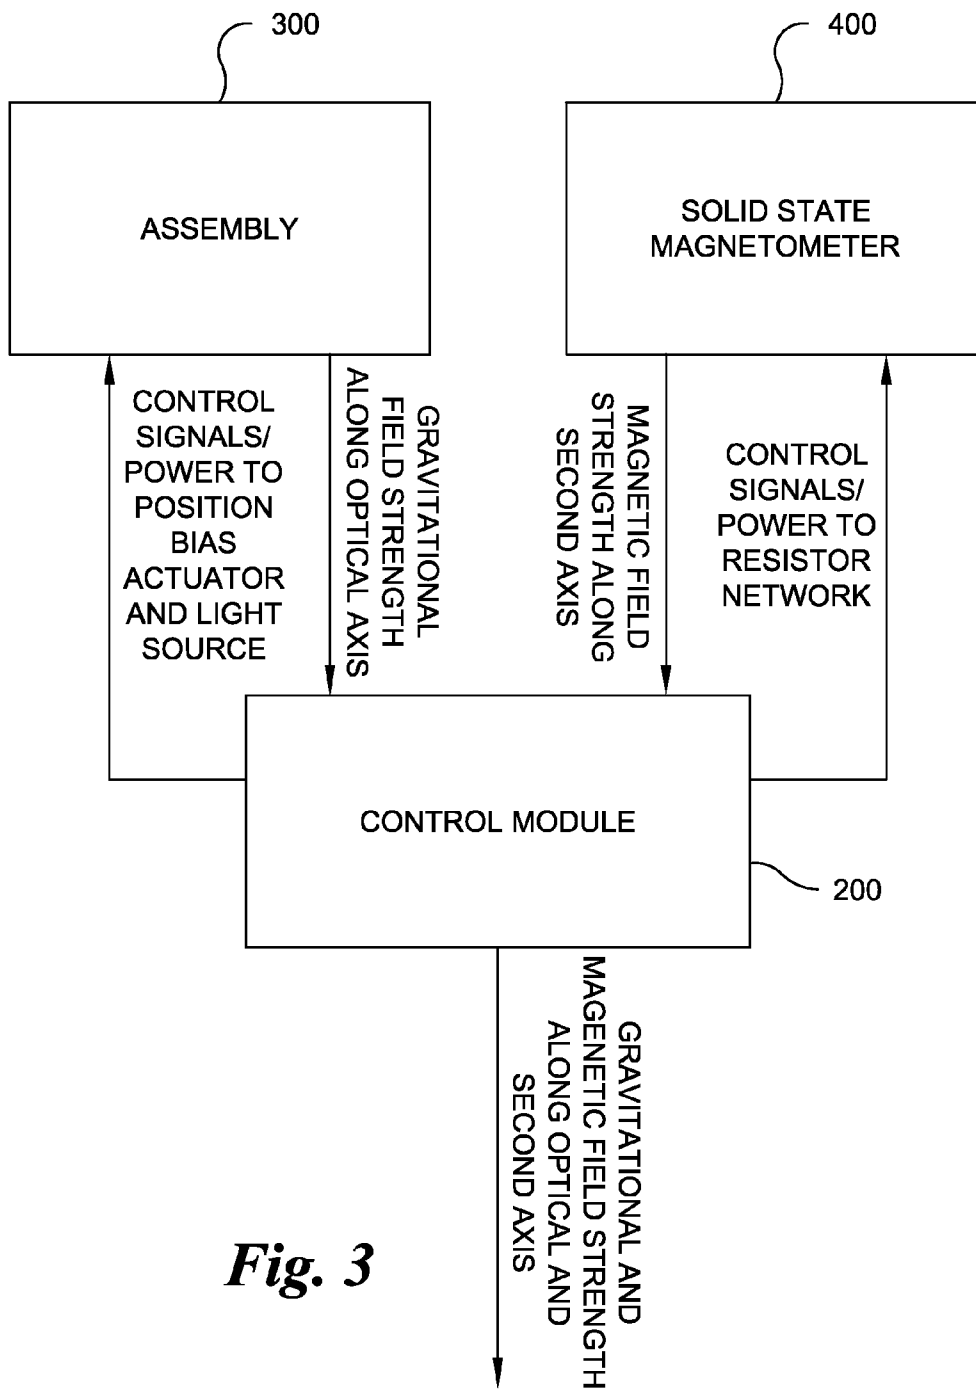 300
400
ASSEMBLY
SOLID STATE
MAGNETOMETER
CONTROL
SIGNALS/
POWER TO
POSITION
BIAS
ACTUATOR
AND LIGHT
SOURCE
GRAVITATIONAL
FIELD STRENGTH
ALONG OPTICAL AXIS
MAGNETIC FIELD
STRENGTH ALONG
SECOND AXIS
CONTROL
SIGNALS/
POWER TO
RESISTOR
NETWORK
CONTROL MODULE
200
GRAVITATIONAL AND
MAGENETIC FIELD STRENGTH
ALONG OPTICAL AND
SECOND AXIS
Fig. 3